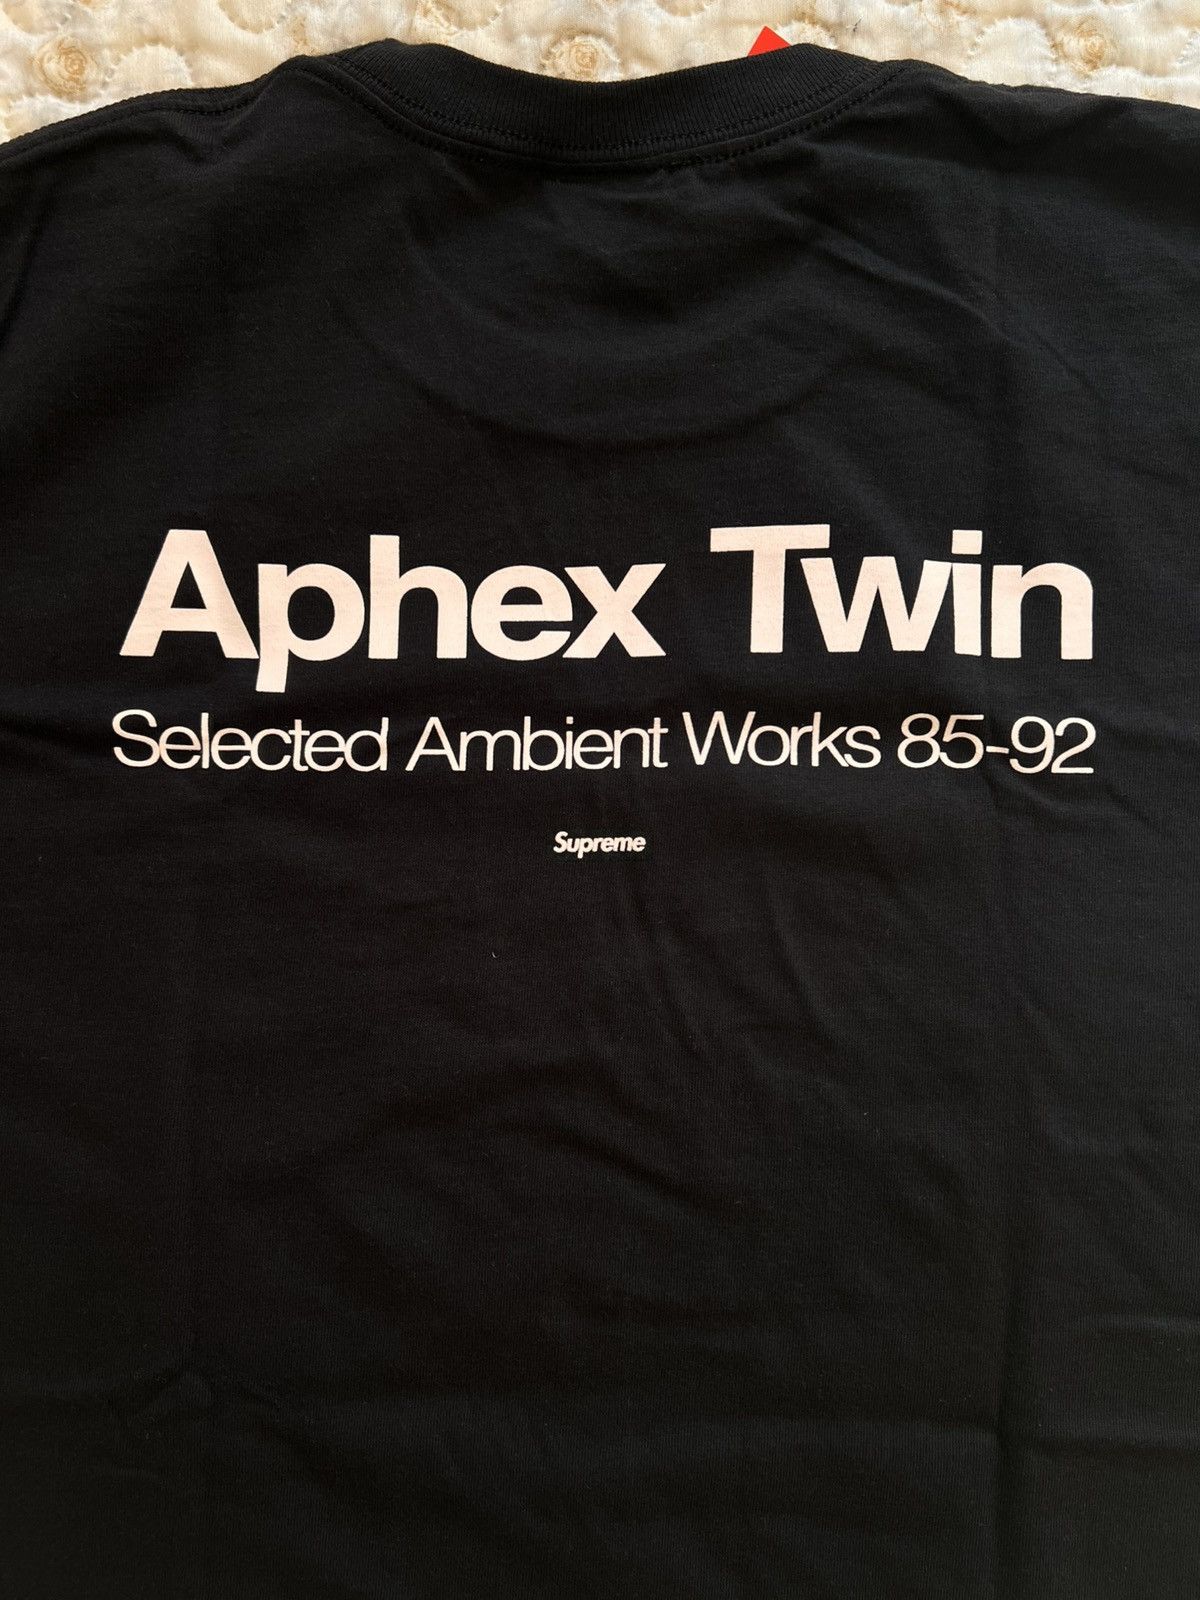 Aphex Twin
Selected Ambient Works 85-92
Supreme